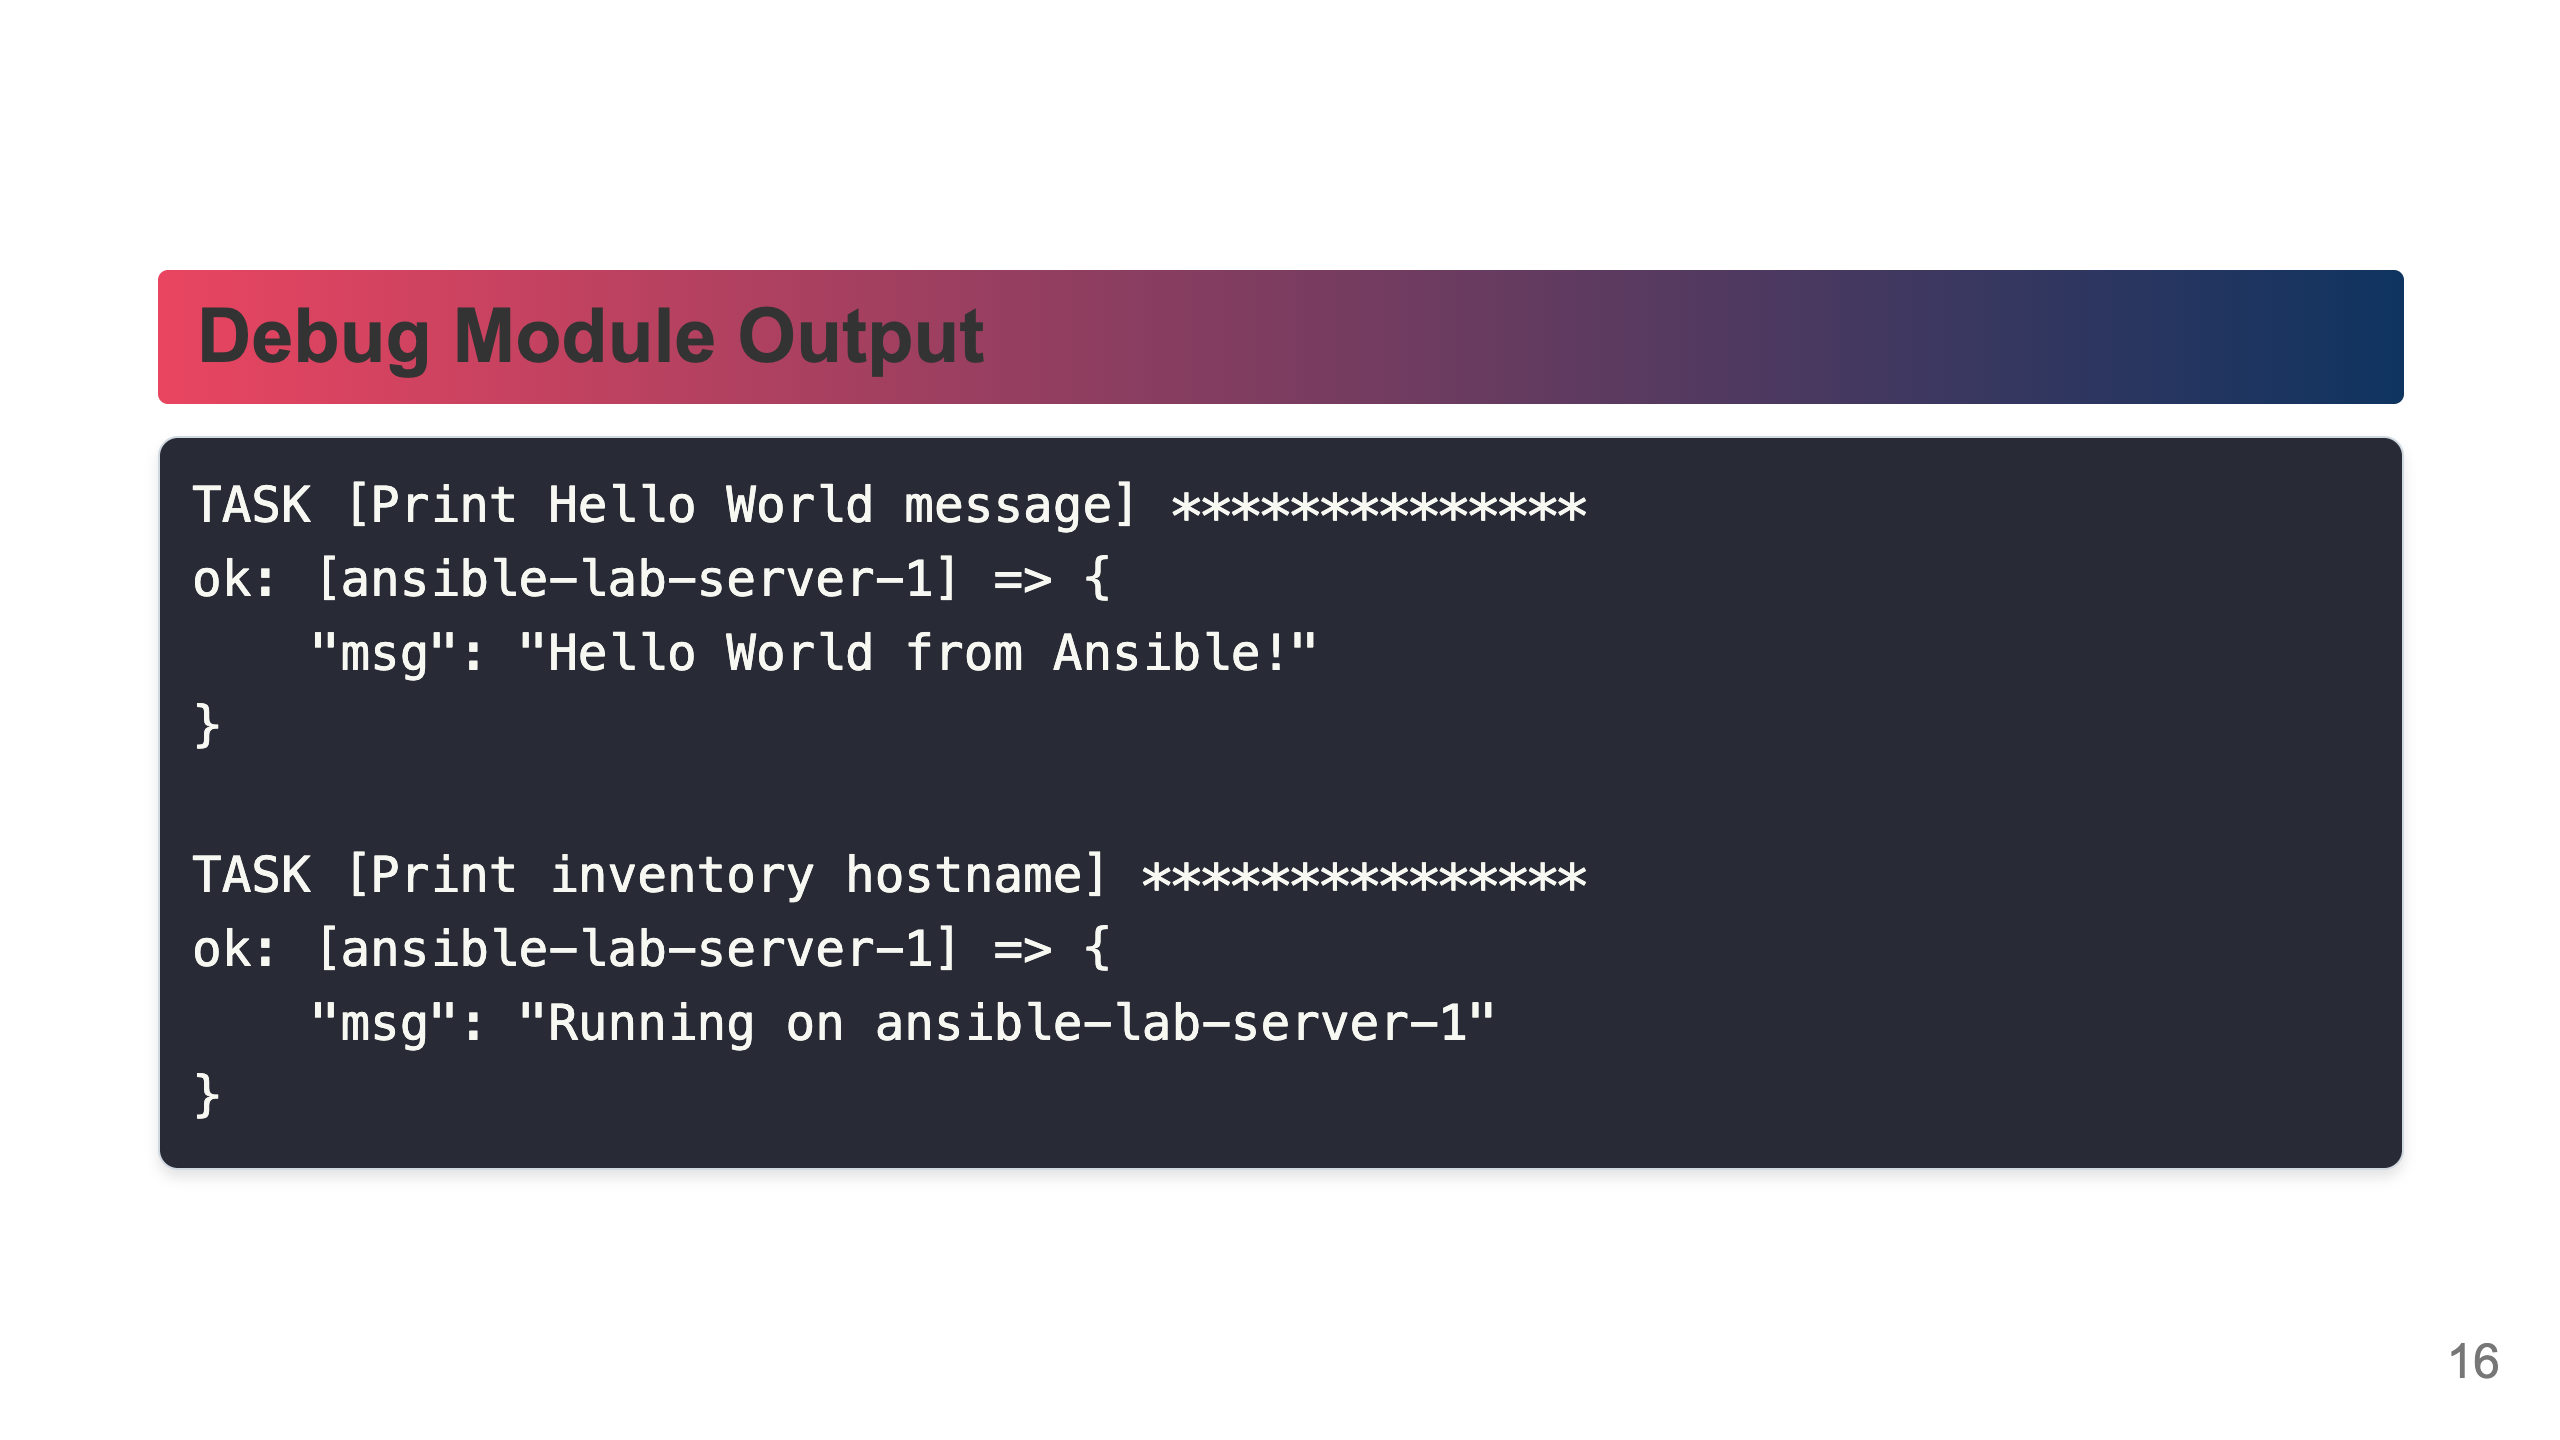 Debug Module Output
TASK [Print Hello World message] **************
ok: [ansible-lab-server-1] => {
    "msg": "Hello World from Ansible!"
}

TASK [Print inventory hostname] ***************
ok: [ansible-lab-server-1] => {
    "msg": "Running on ansible-lab-server-1"
}
16